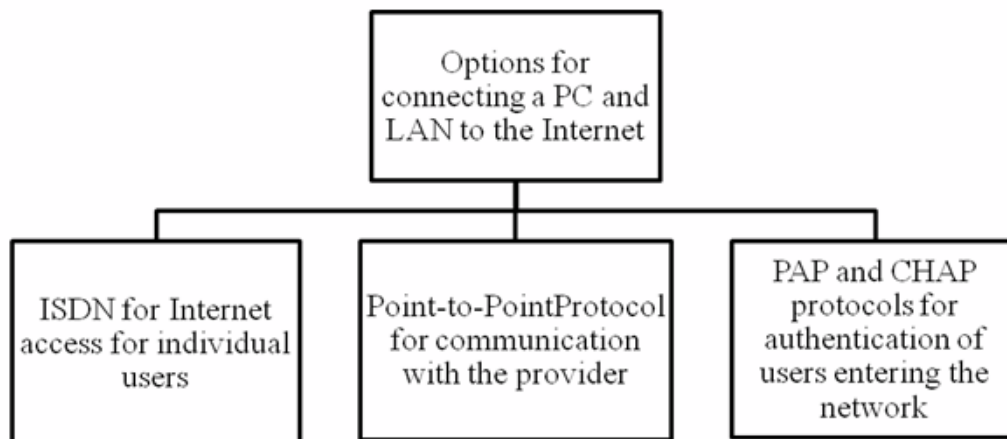 Options for
connecting a PC and
LAN to the Internet
ISDN for Internet
access for individual
users
Point-to-PointProtocol
for communication
with the provider
PAP and CHAP
protocols for
authentication of
users entering the
network